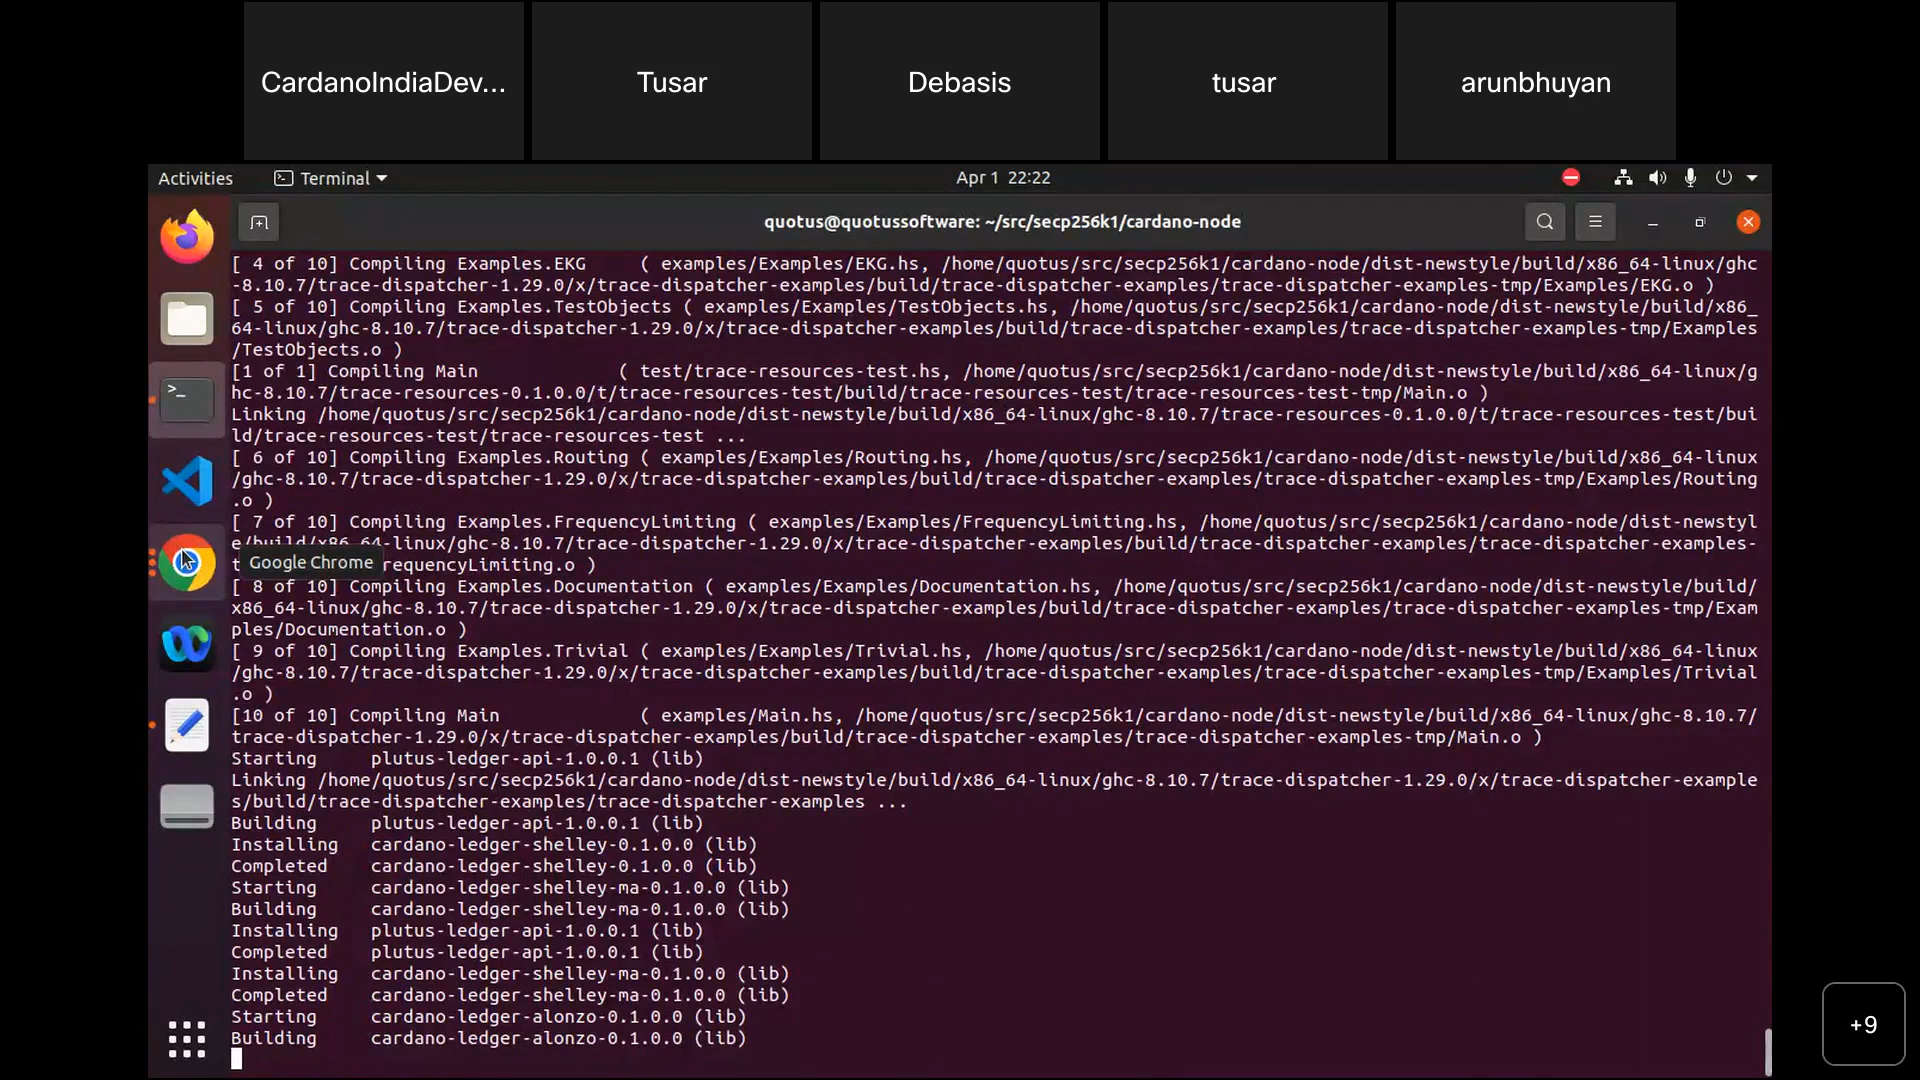 CardanoIndiaDev...
Tusar
Debasis
tusar
arunbhuyan
Activities
Terminal
Apr 1 22:22
quotus@quotussoftware: ~/src/secp256k1/cardano-node
[ 4 of 10] Compiling Examples.EKG     ( examples/Examples/EKG.hs, /home/quotus/src/secp256k1/cardano-node/dist-newstyle/build/x86_64-linux/ghc
-8.10.7/trace-dispatcher-1.29.0/x/trace-dispatcher-examples/build/trace-dispatcher-examples/trace-dispatcher-examples-tmp/Examples/EKG.o )
[ 5 of 10] Compiling Examples.TestObjects ( examples/Examples/TestObjects.hs, /home/quotus/src/secp256k1/cardano-node/dist-newstyle/build/x86_
64-linux/ghc-8.10.7/trace-dispatcher-1.29.0/x/trace-dispatcher-examples/build/trace-dispatcher-examples/trace-dispatcher-examples-tmp/Examples
/TestObjects.o )
[1 of 1] Compiling Main             ( test/trace-resources-test.hs, /home/quotus/src/secp256k1/cardano-node/dist-newstyle/build/x86_64-linux/g
hc-8.10.7/trace-resources-0.1.0.0/t/trace-resources-test/build/trace-resources-test/trace-resources-test-tmp/Main.o )
Linking /home/quotus/src/secp256k1/cardano-node/dist-newstyle/build/x86_64-linux/ghc-8.10.7/trace-resources-0.1.0.0/t/trace-resources-test/bui
ld/trace-resources-test/trace-resources-test ...
[ 6 of 10] Compiling Examples.Routing ( examples/Examples/Routing.hs, /home/quotus/src/secp256k1/cardano-node/dist-newstyle/build/x86_64-linux
/ghc-8.10.7/trace-dispatcher-1.29.0/x/trace-dispatcher-examples/build/trace-dispatcher-examples/trace-dispatcher-examples-tmp/Examples/Routing
.o )
[ 7 of 10] Compiling Examples.FrequencyLimiting ( examples/Examples/FrequencyLimiting.hs, /home/quotus/src/secp256k1/cardano-node/dist-newstyl
e/build/x86_64-linux/ghc-8.10.7/trace-dispatcher-1.29.0/x/trace-dispatcher-examples/build/trace-dispatcher-examples/trace-dispatcher-examples-
t
Google Chrome
requencyLimiting.o )
[ 8 of 10] Compiling Examples.Documentation ( examples/Examples/Documentation.hs, /home/quotus/src/secp256k1/cardano-node/dist-newstyle/build/
x86_64-linux/ghc-8.10.7/trace-dispatcher-1.29.0/x/trace-dispatcher-examples/build/trace-dispatcher-examples/trace-dispatcher-examples-tmp/Exam
ples/Documentation.o )
[ 9 of 10] Compiling Examples.Trivial ( examples/Examples/Trivial.hs, /home/quotus/src/secp256k1/cardano-node/dist-newstyle/build/x86_64-linux
/ghc-8.10.7/trace-dispatcher-1.29.0/x/trace-dispatcher-examples/build/trace-dispatcher-examples/trace-dispatcher-examples-tmp/Examples/Trivial
.o )
[10 of 10] Compiling Main             ( examples/Main.hs, /home/quotus/src/secp256k1/cardano-node/dist-newstyle/build/x86_64-linux/ghc-8.10.7/
trace-dispatcher-1.29.0/x/trace-dispatcher-examples/build/trace-dispatcher-examples/trace-dispatcher-examples-tmp/Main.o )
Starting     plutus-ledger-api-1.0.0.1 (lib)
Linking /home/quotus/src/secp256k1/cardano-node/dist-newstyle/build/x86_64-linux/ghc-8.10.7/trace-dispatcher-1.29.0/x/trace-dispatcher-example
s/build/trace-dispatcher-examples/trace-dispatcher-examples ...
Building     plutus-ledger-api-1.0.0.1 (lib)
Installing   cardano-ledger-shelley-0.1.0.0 (lib)
Completed    cardano-ledger-shelley-0.1.0.0 (lib)
Starting     cardano-ledger-shelley-ma-0.1.0.0 (lib)
Building     cardano-ledger-shelley-ma-0.1.0.0 (lib)
Installing   plutus-ledger-api-1.0.0.1 (lib)
Completed    plutus-ledger-api-1.0.0.1 (lib)
Installing   cardano-ledger-shelley-ma-0.1.0.0 (lib)
Completed    cardano-ledger-shelley-ma-0.1.0.0 (lib)
Starting     cardano-ledger-alonzo-0.1.0.0 (lib)
Building     cardano-ledger-alonzo-0.1.0.0 (lib)
+9